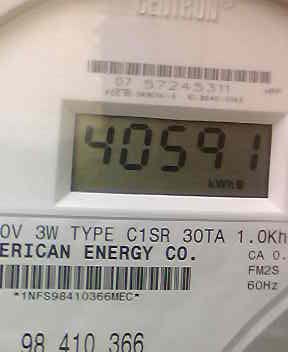 CENTRON
07 57245311
40591
kWh
0V 3W TYPE C1SR 30TA 1.0Kh
ERICAN ENERGY CO.
CA 0.
FM2S
60Hz
*1NFS98410366MEC*
98 410 366